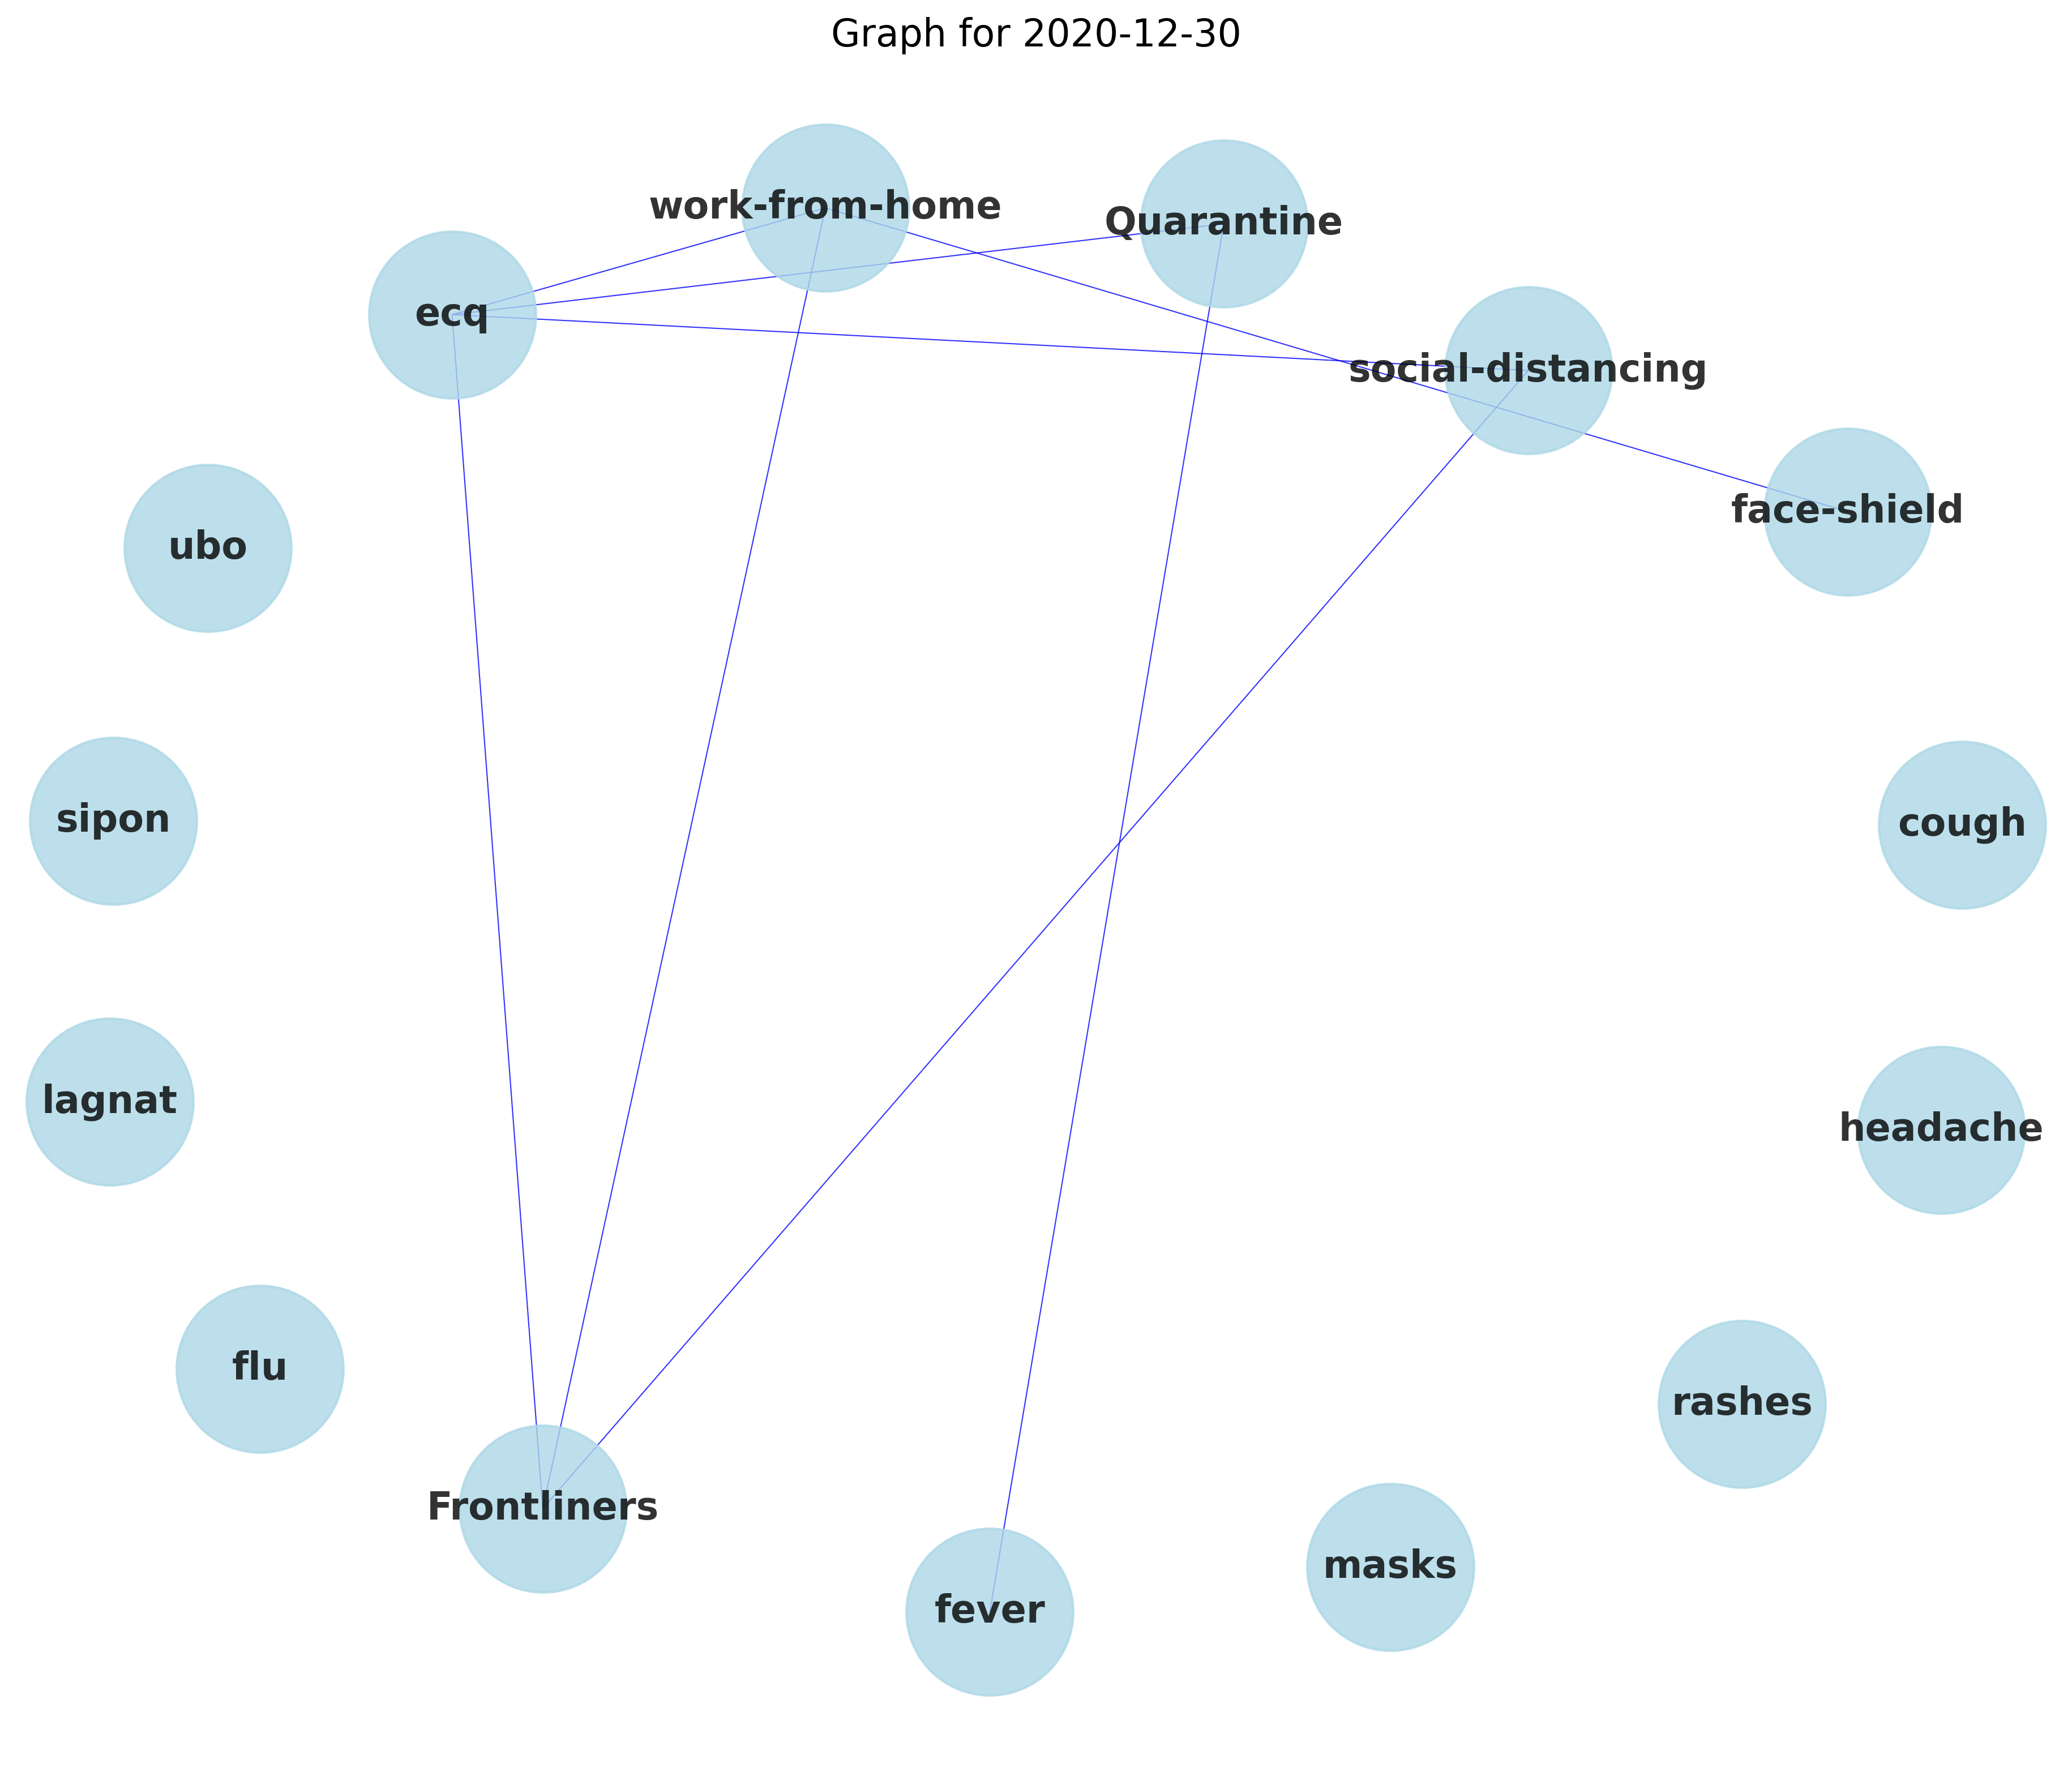 Graph for 2020-12-30
work-from-home
Quarantine
ecq
social-distancing
face-shield
ubo
sipon
cough
lagnat
headache
flu
rashes
Frontliners
masks
fever